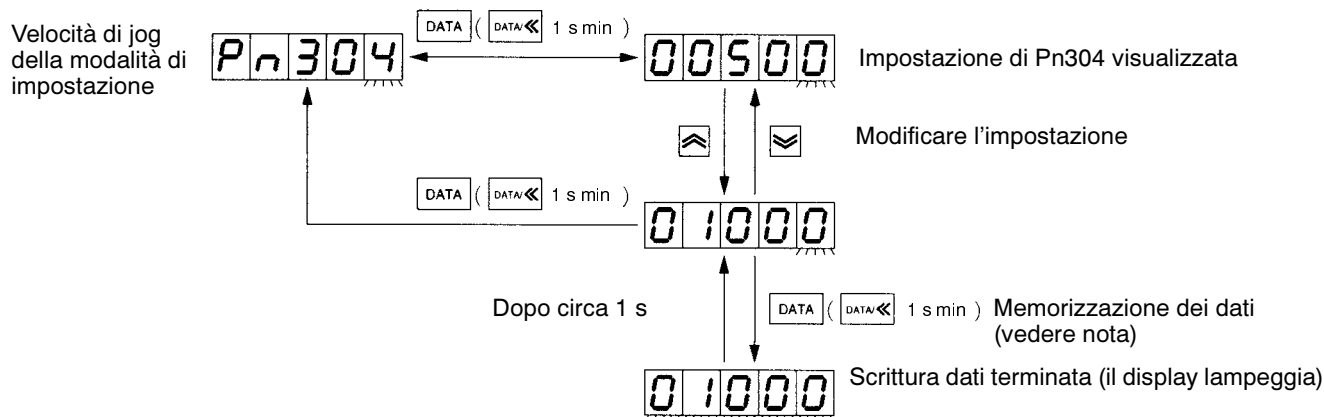 Velocità di jog
della modalità di
impostazione
Pn304
DATA ( DATA/≪ 1 s min )
00500
Impostazione di Pn304 visualizzata
Modificare l'impostazione
DATA ( DATA/≪ 1 s min )
01000
Dopo circa 1 s
DATA ( DATA/≪ 1 s min )
Memorizzazione dei dati
(vedere nota)
01000
Scrittura dati terminata (il display lampeggia)